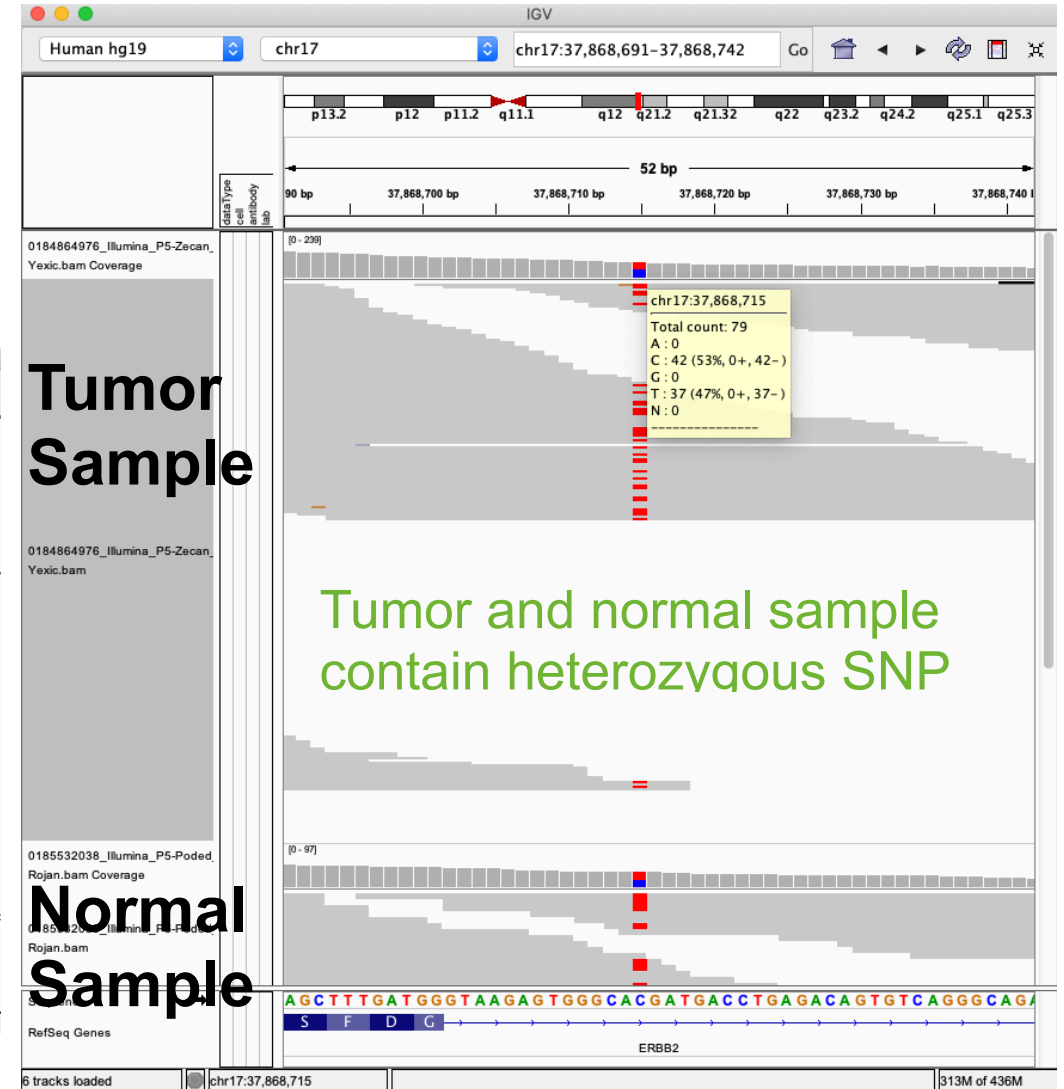 IGV
Human hg19 chr17 chr17:37,868,691-37,868,742 Go
p13.2 p12 p11.2 q11.1 q12 q21.2 q21.32 q22 q23.2 q24.2 q25.1 q25.3
52 bp
90 bp 37,868,700 bp 37,868,710 bp 37,868,720 bp 37,868,730 bp 37,868,740
dataType
cell
antibody
lab
0184864976_Illumina_P5-Zecan_
Yexic.bam Coverage
[0 - 239]
chr17:37,868,715
Total count: 79
A : 0
C : 42 (53%, 0+, 42- )
G : 0
T : 37 (47%, 0+, 37- )
N : 0
---------------
Tumor
Sample
0184864976_Illumina_P5-Zecan_
Yexic.bam
Tumor and normal sample
contain heterozygous SNP
0185532038_Illumina_P5-Poded_
Rojan.bam Coverage
[0 - 97]
Normal
Rojan.bam
Sample
AGCTTTGATGGGTAAGAGTGGGCACGATGACCTGAGACAGTGTCAGGGCAGA
S F D G
RefSeq Genes
ERBB2
6 tracks loaded chr17:37,868,715 313M of 436M